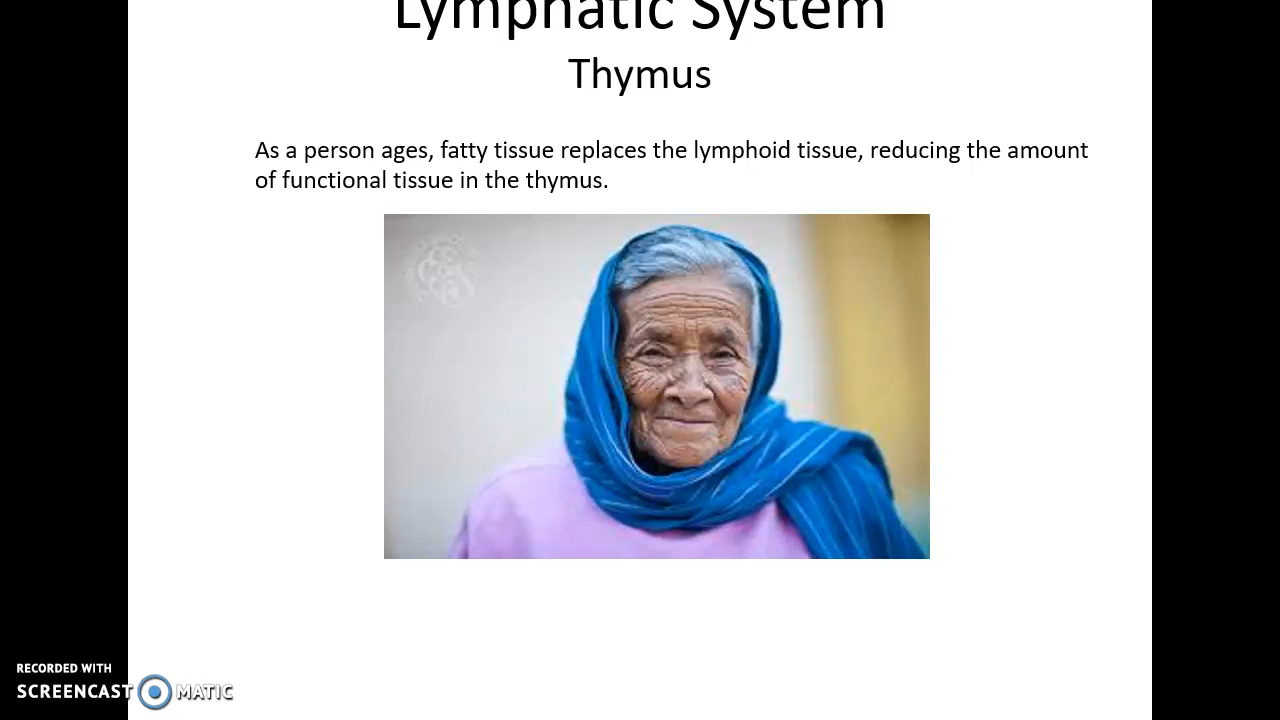 Lymphatic System
Thymus
As a person ages, fatty tissue replaces the lymphoid tissue, reducing the amount
of functional tissue in the thymus.
RECORDED WITH
SCREENCAST MATIC